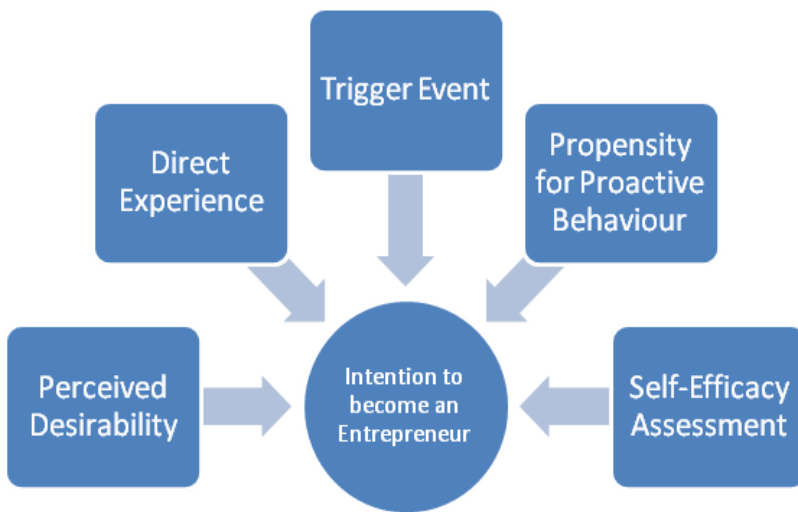 Trigger Event
Direct
Experience
Propensity
for Proactive
Behaviour
Perceived
Desirability
Intention to
become an
Entrepreneur
Self-Efficacy
Assessment